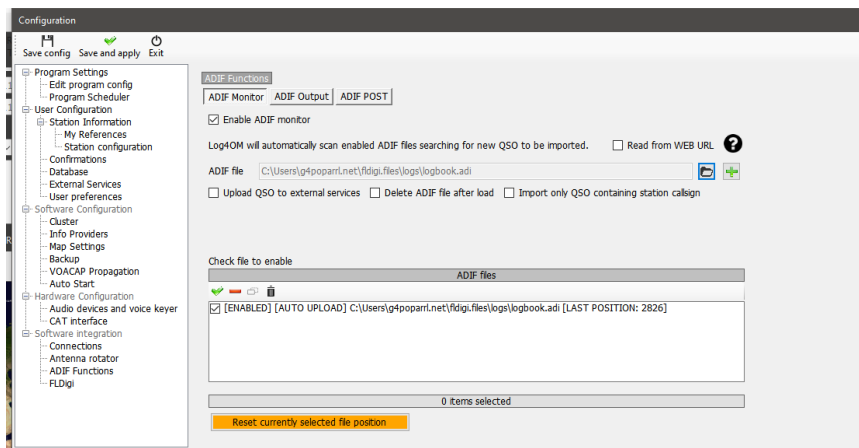 Configuration
Save config Save and apply Exit
Program Settings
Edit program config
Program Scheduler
User Configuration
Station Information
My References
Station configuration
Confirmations
Database
External Services
User preferences
Software Configuration
Cluster
Info Providers
Map Settings
Backup
VOACAP Propagation
Auto Start
Hardware Configuration
Audio devices and voice keyer
CAT interface
Software integration
Connections
Antenna rotator
ADIF Functions
FLDigi
ADIF Functions
ADIF Monitor ADIF Output ADIF POST
Enable ADIF monitor
Log4OM will automatically scan enabled ADIF files searching for new QSO to be imported. Read from WEB URL ?
ADIF file C:\Users\g4poparrl.net\fldigi.files\logs\logbook.adi
Upload QSO to external services Delete ADIF file after load Import only QSO containing station callsign
Check file to enable
ADIF files
[ENABLED] [AUTO UPLOAD] C:\Users\g4poparrl.net\fldigi.files\logs\logbook.adi [LAST POSITION: 2826]
0 items selected
Reset currently selected file position